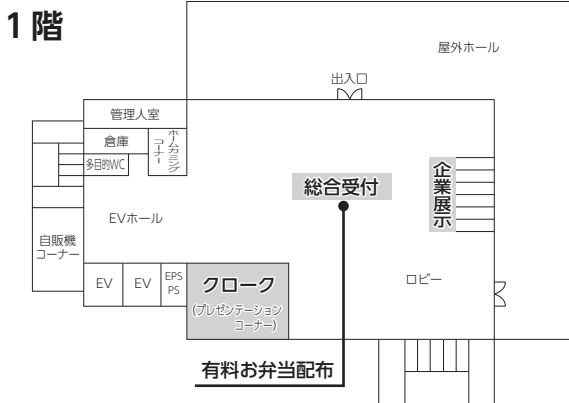 1階
屋外ホール
出入口
管理人室
倉庫
ホームカミング
コーナー
多目的WC
総合受付
企業展示
EVホール
自販機
コーナー
EV
EV
EPS
PS
クローク
(プレゼンテーション
コーナー)
ロビー
有料お弁当配布